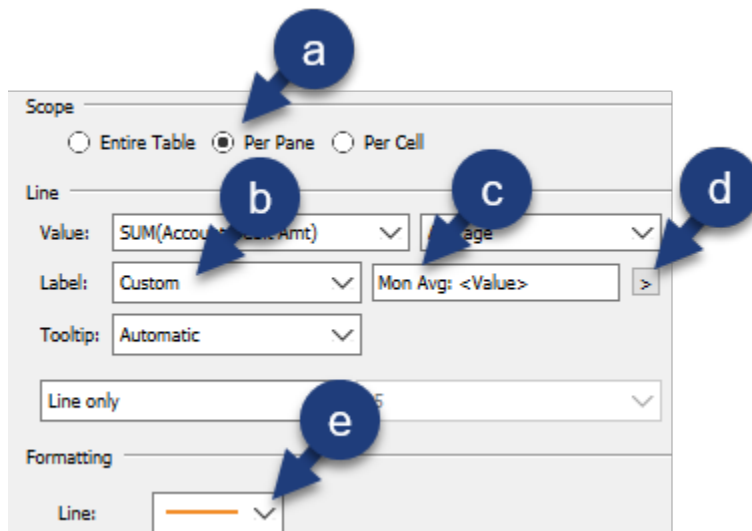 a
Scope
Entire Table Per Pane Per Cell
Line b c d
Value: SUM(Accou Amt) age
Label: Custom Mon Avg: <Value> >
Tooltip: Automatic
Line only
e
Formatting
Line: